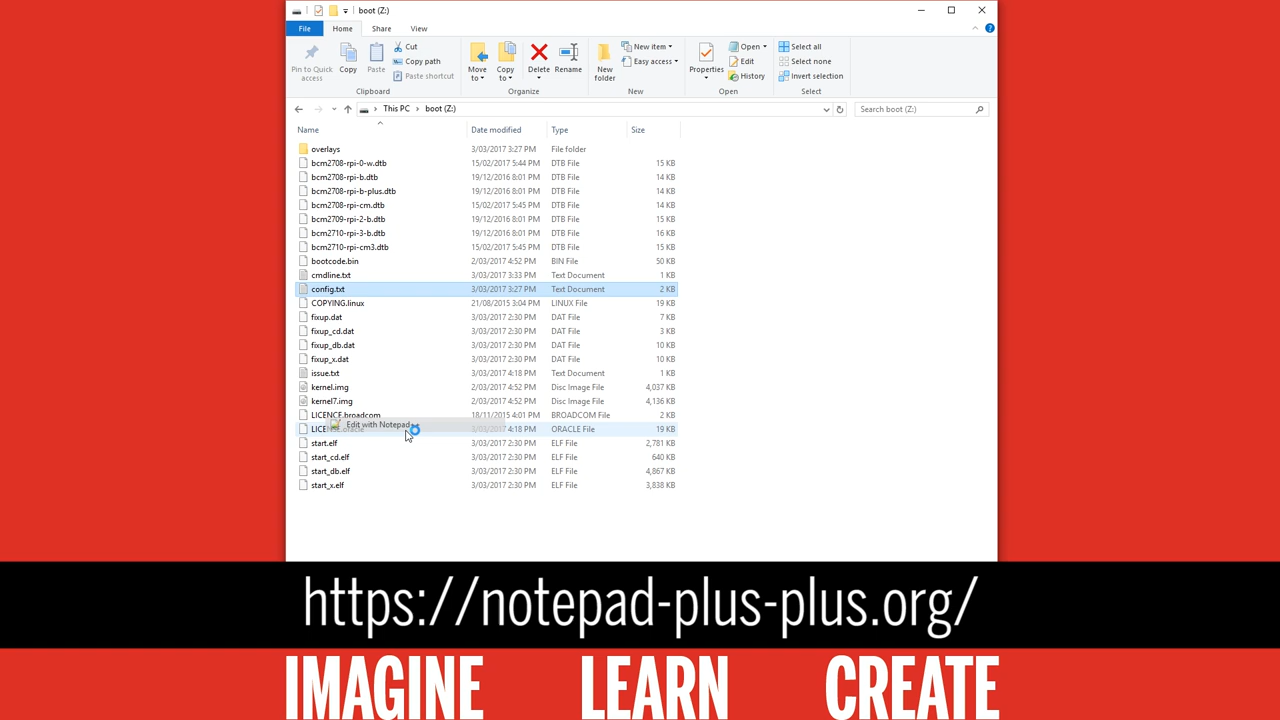 boot (Z:)
File Home Share View
Pin to Quick access
Copy
Paste
Cut
Copy path
Paste shortcut
Clipboard
Move to
Copy to
Delete
Rename
Organize
New folder
New item
Easy access
New
Properties
Open
Edit
History
Open
Select all
Select none
Invert selection
Select
This PC > boot (Z:)
Search boot (Z:)
Name Date modified Type Size
overlays 3/03/2017 3:27 PM File folder
bcm2708-rpi-0-w.dtb 15/02/2017 5:44 PM DTB File 15 KB
bcm2708-rpi-b.dtb 19/12/2016 8:01 PM DTB File 14 KB
bcm2708-rpi-b-plus.dtb 19/12/2016 8:01 PM DTB File 14 KB
bcm2708-rpi-cm.dtb 15/02/2017 5:45 PM DTB File 14 KB
bcm2709-rpi-2-b.dtb 19/12/2016 8:01 PM DTB File 15 KB
bcm2710-rpi-3-b.dtb 19/12/2016 8:01 PM DTB File 16 KB
bcm2710-rpi-cm3.dtb 15/02/2017 5:45 PM DTB File 15 KB
bootcode.bin 2/03/2017 4:52 PM BIN File 50 KB
cmdline.txt 3/03/2017 3:33 PM Text Document 1 KB
config.txt 3/03/2017 3:27 PM Text Document 2 KB
COPYING.linux 21/08/2015 3:04 PM LINUX File 19 KB
fixup.dat 3/03/2017 2:30 PM DAT File 7 KB
fixup_cd.dat 3/03/2017 2:30 PM DAT File 3 KB
fixup_db.dat 3/03/2017 2:30 PM DAT File 10 KB
fixup_x.dat 3/03/2017 2:30 PM DAT File 10 KB
issue.txt 3/03/2017 4:18 PM Text Document 1 KB
kernel.img 2/03/2017 4:52 PM Disc Image File 4,037 KB
kernel7.img 2/03/2017 4:52 PM Disc Image File 4,136 KB
LICENCE.broadcom 18/11/2015 4:01 PM BROADCOM File 2 KB
Edit with Notepad++
LICENSE.oracle 3/03/2017 4:18 PM ORACLE File 19 KB
start.elf 3/03/2017 2:30 PM ELF File 2,781 KB
start_cd.elf 3/03/2017 2:30 PM ELF File 640 KB
start_db.elf 3/03/2017 2:30 PM ELF File 4,867 KB
start_x.elf 3/03/2017 2:30 PM ELF File 3,838 KB
https://notepad-plus-plus.org/
IMAGINE LEARN CREATE